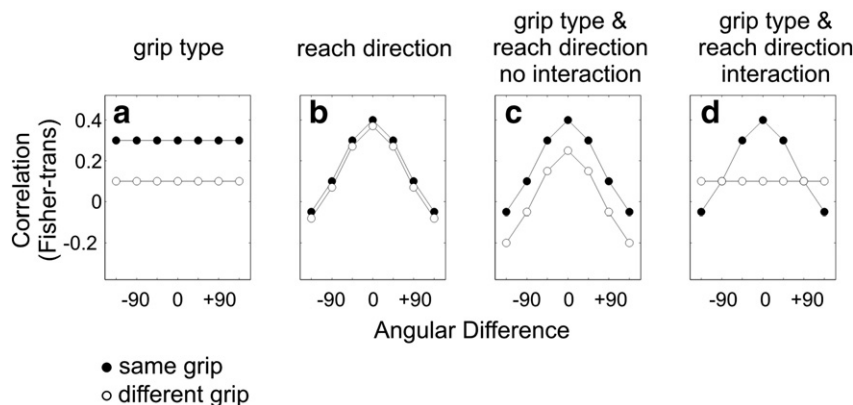 grip type
reach direction
grip type &
reach direction
no interaction
grip type &
reach direction
interaction
a
b
c
d
0.4
0.2
0
-0.2
Correlation
(Fisher-trans)
-90 0 +90
-90 0 +90
-90 0 +90
-90 0 +90
Angular Difference
same grip
different grip